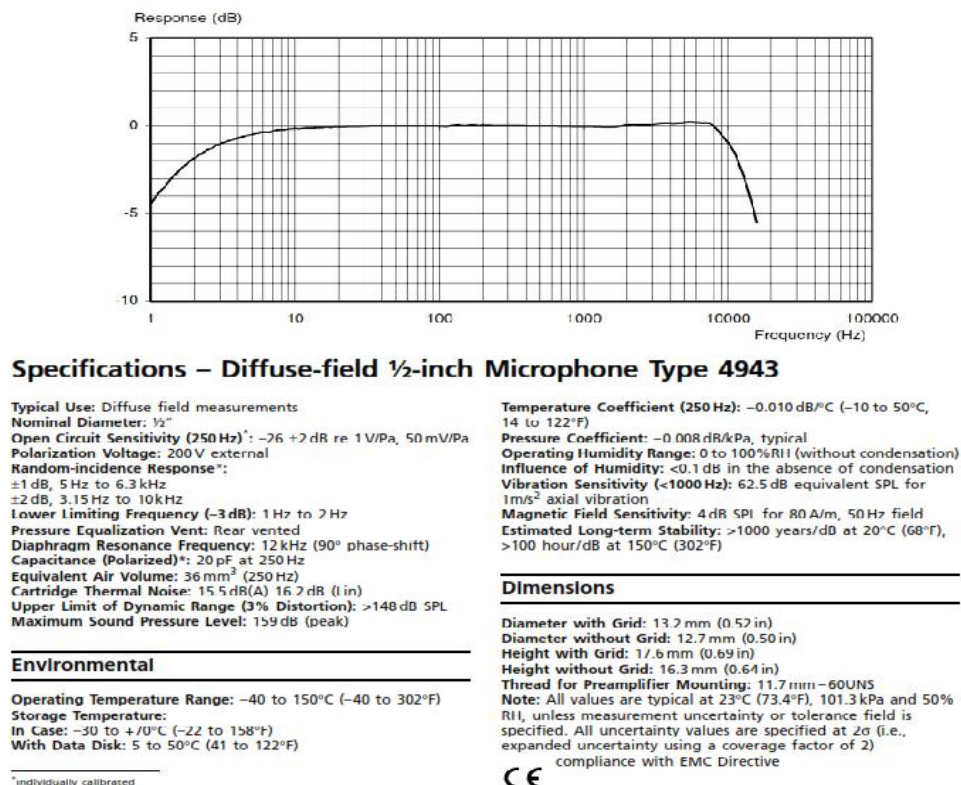 Response (dB)
5
0
-5
-10
1
10
100
1000
10000
100000
Frequency (Hz)
Specifications – Diffuse-field ½-inch Microphone Type 4943
Typical Use: Diffuse field measurements
Nominal Diameter: ½″
Open Circuit Sensitivity (250 Hz)*: –26 ±2 dB re 1 V/Pa, 50 mV/Pa
Polarization Voltage: 200 V external
Random-incidence Response*:
±1 dB, 5 Hz to 6.3 kHz
±2 dB, 3.15 Hz to 10 kHz
Lower Limiting Frequency (–3 dB): 1 Hz to 2 Hz
Pressure Equalization Vent: Rear vented
Diaphragm Resonance Frequency: 12 kHz (90° phase-shift)
Capacitance (Polarized)*: 20 pF at 250 Hz
Equivalent Air Volume: 36 mm³ (250 Hz)
Cartridge Thermal Noise: 15.5 dB(A) 16.2 dB (Lin)
Upper Limit of Dynamic Range (3% Distortion): >148 dB SPL
Maximum Sound Pressure Level: 159 dB (peak)
Environmental
Operating Temperature Range: –40 to 150°C (–40 to 302°F)
Storage Temperature:
In Case: –30 to +70°C (–22 to 158°F)
With Data Disk: 5 to 50°C (41 to 122°F)
*individually calibrated
Temperature Coefficient (250 Hz): –0.010 dB/°C (–10 to 50°C,
14 to 122°F)
Pressure Coefficient: –0.008 dB/kPa, typical
Operating Humidity Range: 0 to 100% RH (without condensation)
Influence of Humidity: <0.1 dB in the absence of condensation
Vibration Sensitivity (<1000 Hz): 62.5 dB equivalent SPL for
1m/s² axial vibration
Magnetic Field Sensitivity: 4 dB SPL for 80 A/m, 50 Hz field
Estimated Long-term Stability: >1000 years/dB at 20°C (68°F),
>100 hour/dB at 150°C (302°F)
Dimensions
Diameter with Grid: 13.2 mm (0.52 in)
Diameter without Grid: 12.7 mm (0.50 in)
Height with Grid: 17.6 mm (0.69 in)
Height without Grid: 16.3 mm (0.64 in)
Thread for Preamplifier Mounting: 11.7 mm – 60UNS
Note: All values are typical at 23°C (73.4°F), 101.3 kPa and 50%
RH, unless measurement uncertainty or tolerance field is
specified. All uncertainty values are specified at 2σ (i.e.,
expanded uncertainty using a coverage factor of 2)
CE compliance with EMC Directive